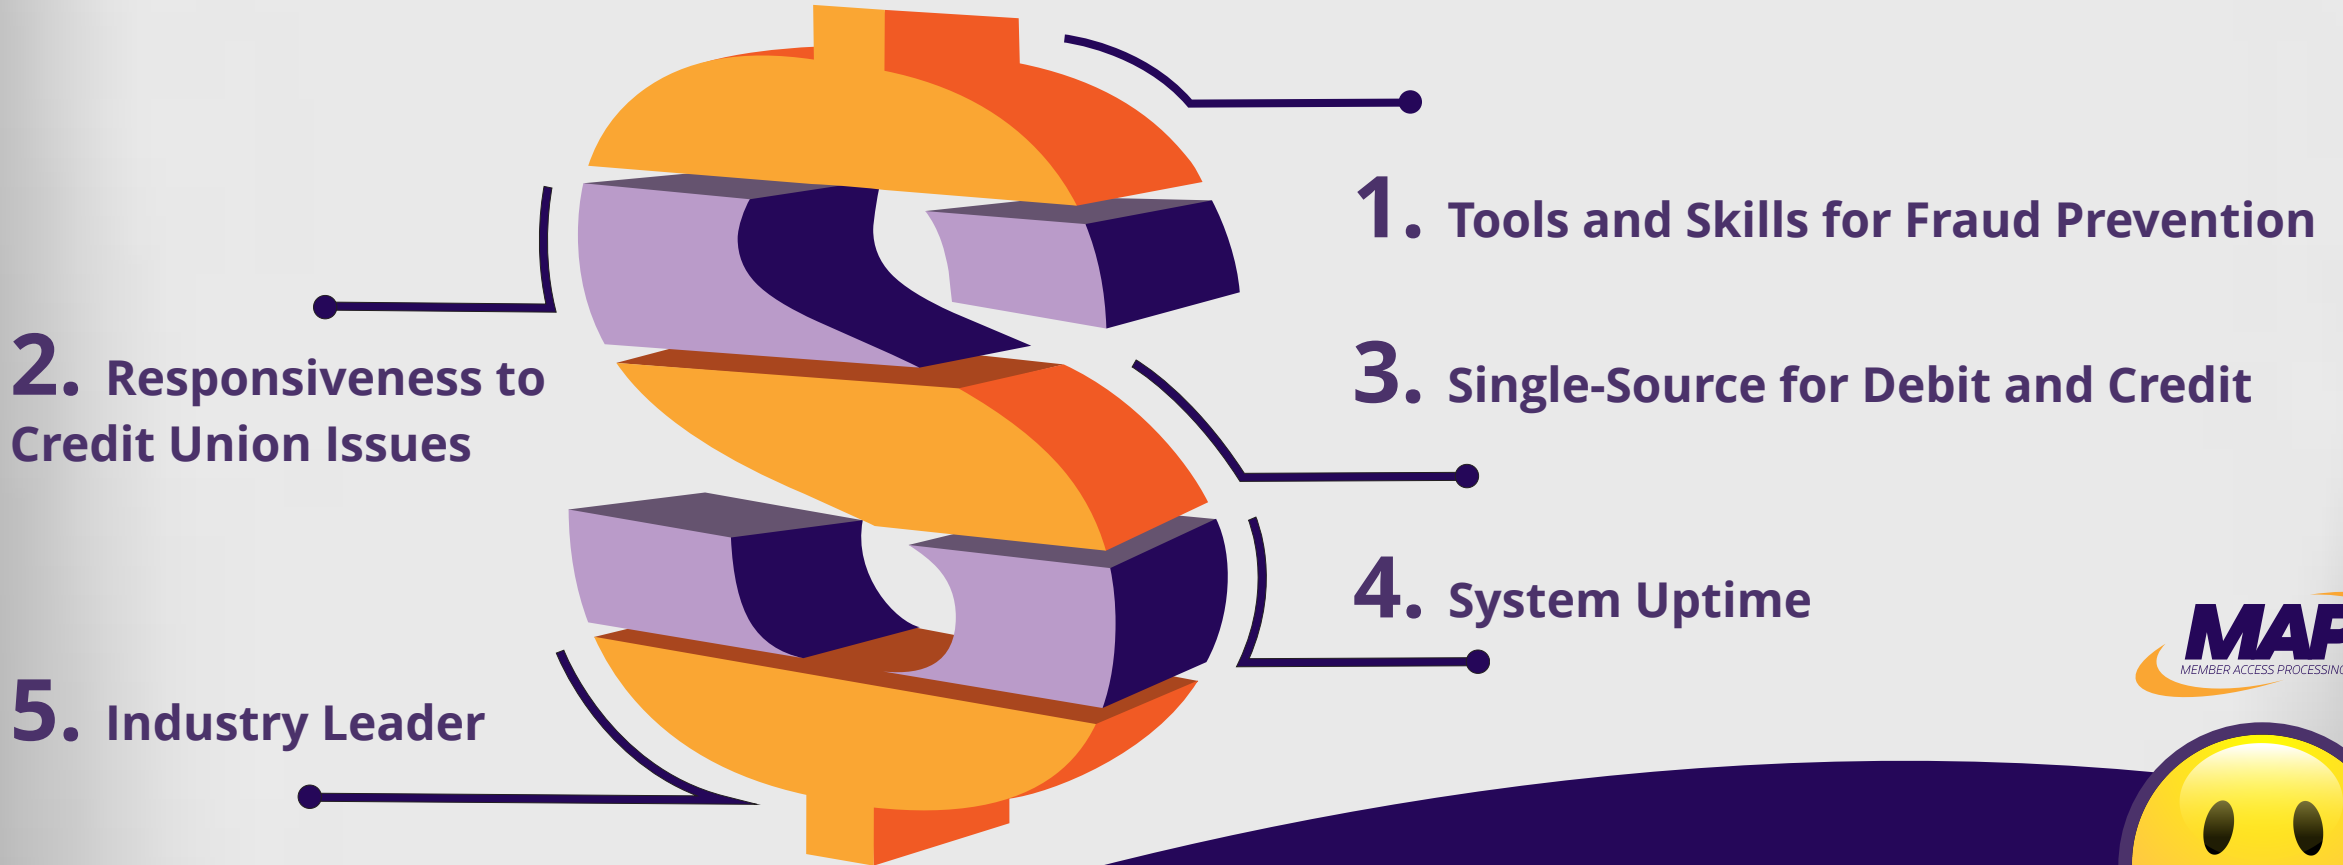 1. Tools and Skills for Fraud Prevention
2. Responsiveness to
Credit Union Issues
3. Single-Source for Debit and Credit
4. System Uptime
5. Industry Leader
MAP
MEMBER ACCESS PROCESSING